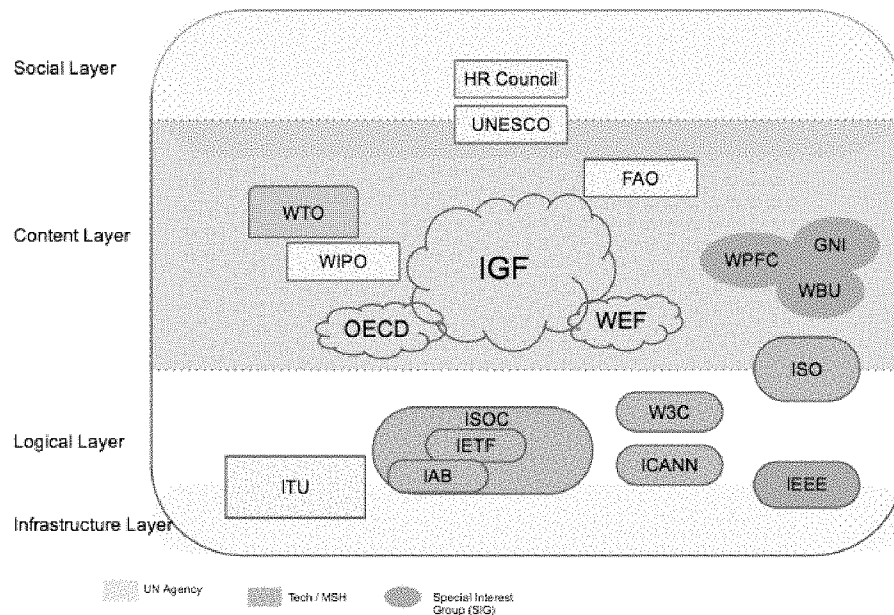 Social Layer
HR Council
UNESCO
FAO
WTO
Content Layer
GNI
WPFC
IGF
WIPO
WBU
OECD
WEF
ISO
W3C
ISOC
Logical Layer
IETF
ICANN
IAB
ITU
IEEE
Infrastructure Layer
UN Agency
Tech / MSH
Special Interest
Group (SIG)